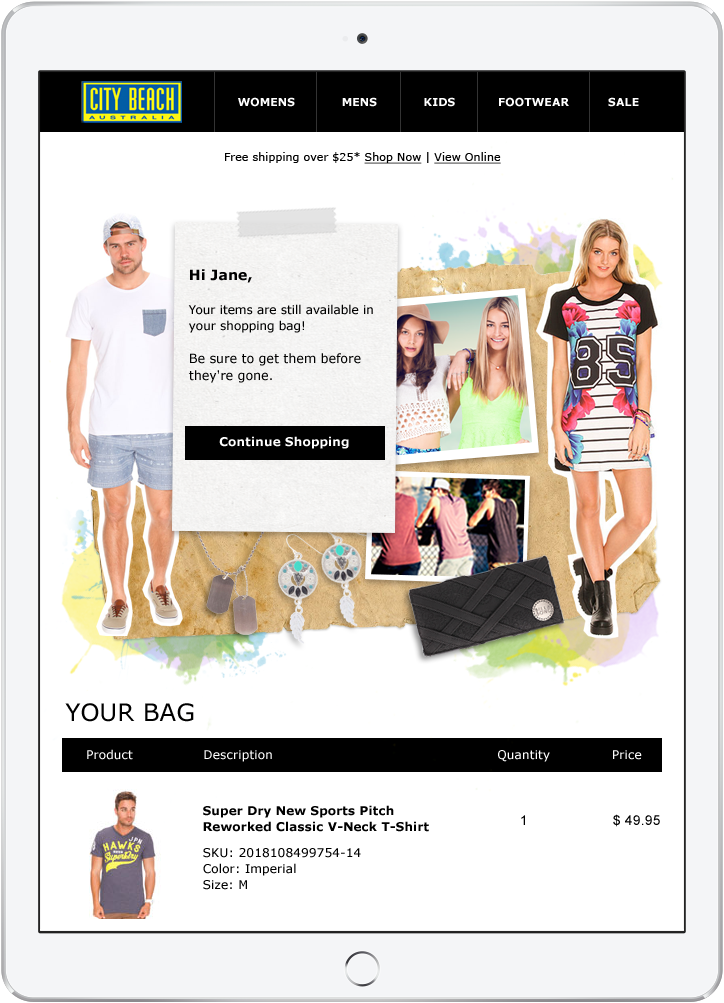 CITY BEACH
AUSTRALIA
WOMENS MENS KIDS FOOTWEAR SALE
Free shipping over $25* Shop Now | View Online
Hi Jane,
Your items are still available in
your shopping bag!
Be sure to get them before
they're gone.
Continue Shopping
85
YOUR BAG
Product Description Quantity Price
Super Dry New Sports Pitch
Reworked Classic V-Neck T-Shirt
1
$ 49.95
SKU: 2018108499754-14
Color: Imperial
Size: M
JPN
HAWKS
SuperDry